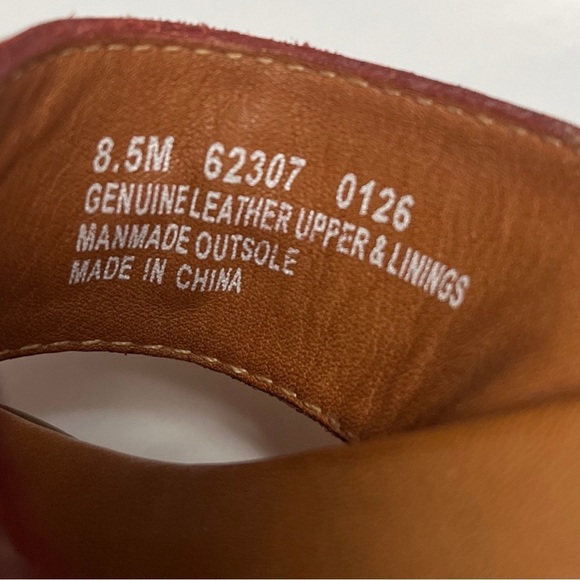 8.5M 62307 0126
GENUINE LEATHER UPPER & LININGS
MANMADE OUTSOLE
MADE IN CHINA